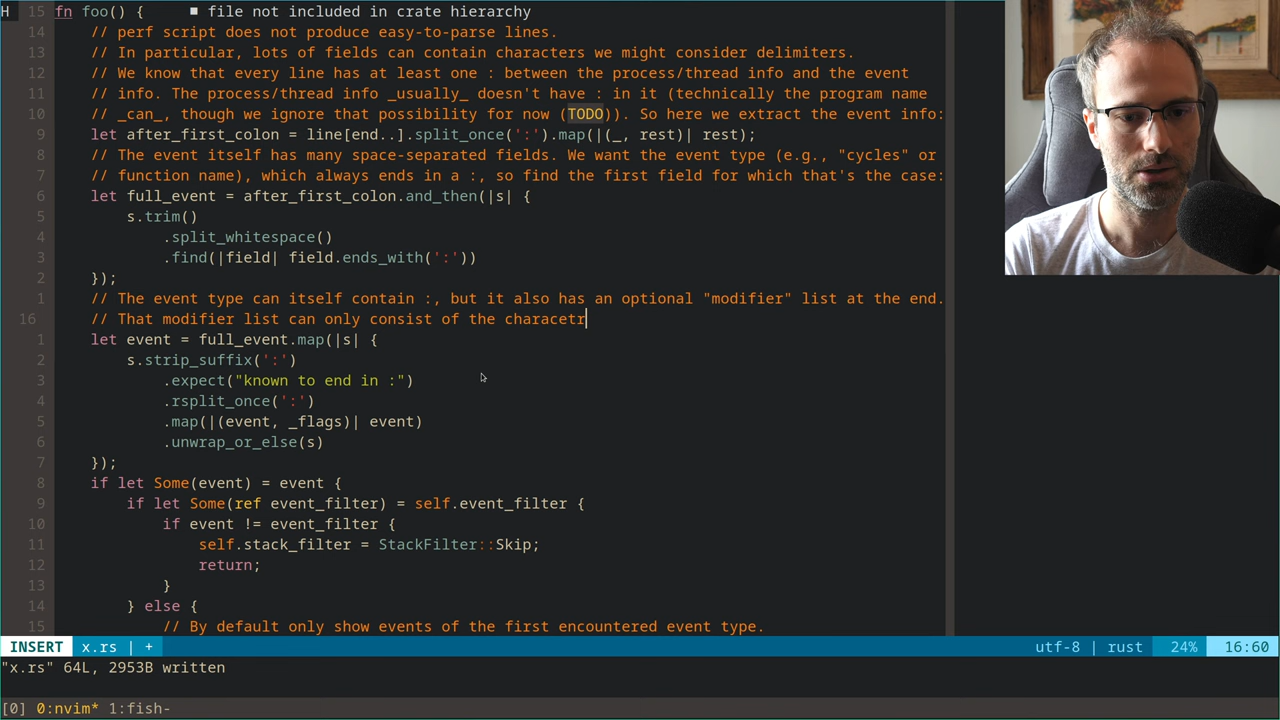 H 15 fn foo() { ■ file not included in crate hierarchy
14 // perf script does not produce easy-to-parse lines.
13 // In particular, lots of fields can contain characters we might consider delimiters.
12 // We know that every line has at least one : between the process/thread info and the event
11 // info. The process/thread info _usually_ doesn't have : in it (technically the program name
10 // _can_, though we ignore that possibility for now (TODO)). So here we extract the event info:
9 let after_first_colon = line[end..].split_once(':').map(|(_, rest)| rest);
8 // The event itself has many space-separated fields. We want the event type (e.g., "cycles" or
7 // function name), which always ends in a :, so find the first field for which that's the case:
6 let full_event = after_first_colon.and_then(|s| {
5 s.trim()
4 .split_whitespace()
3 .find(|field| field.ends_with(':'))
2 });
1 // The event type can itself contain :, but it also has an optional "modifier" list at the end.
16 // That modifier list can only consist of the characetr
1 let event = full_event.map(|s| {
2 s.strip_suffix(':')
3 .expect("known to end in :")
4 .rsplit_once(':')
5 .map(|(event, _flags)| event)
6 .unwrap_or_else(s)
7 });
8 if let Some(event) = event {
9 if let Some(ref event_filter) = self.event_filter {
10 if event != event_filter {
11 self.stack_filter = StackFilter::Skip;
12 return;
13 }
14 } else {
15 // By default only show events of the first encountered event type.
INSERT x.rs | + utf-8 | rust 24% 16:60
"x.rs" 64L, 2953B written
[0] 0:nvim* 1:fish-